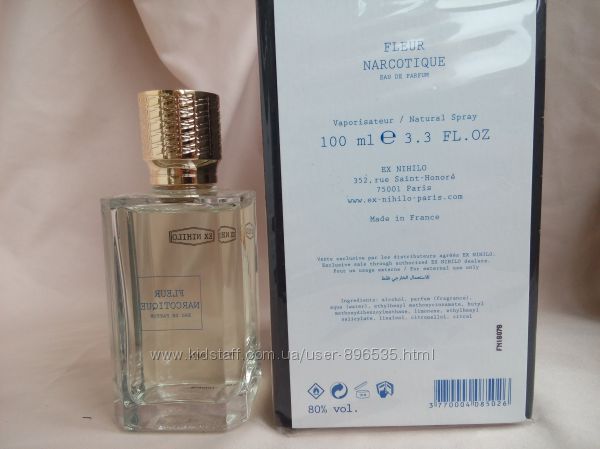 FLEUR
NARCOTIQUE
EAU DE PARFUM
Vaporisateur / Natural Spray
100 ml e 3.3 FL.OZ
EX NIHILO
352, rue Saint-Honoré
75001 Paris
www.ex-nihilo-paris.com
Made in France
Vente exclusive par les distributeurs agréés EX NIHILO.
Exclusive sale through authorized EX NIHILO dealers.
Pour un usage externe / For external use only
للاستعمال الخارجي فقط
Ingredients: alcohol, parfum (fragrance),
aqua (water), ethylhexyl methoxycinnamate, butyl
methoxydibenzoylmethane, limonene, ethylhexyl
salicylate, linalool, citronellol, citral
FN1607B
80% vol.
3770004085026
EX NIHILO
FLEUR
NARCOTIQUE
EAU DE PARFUM
www.kidstaff.com.ua/user-896535.html